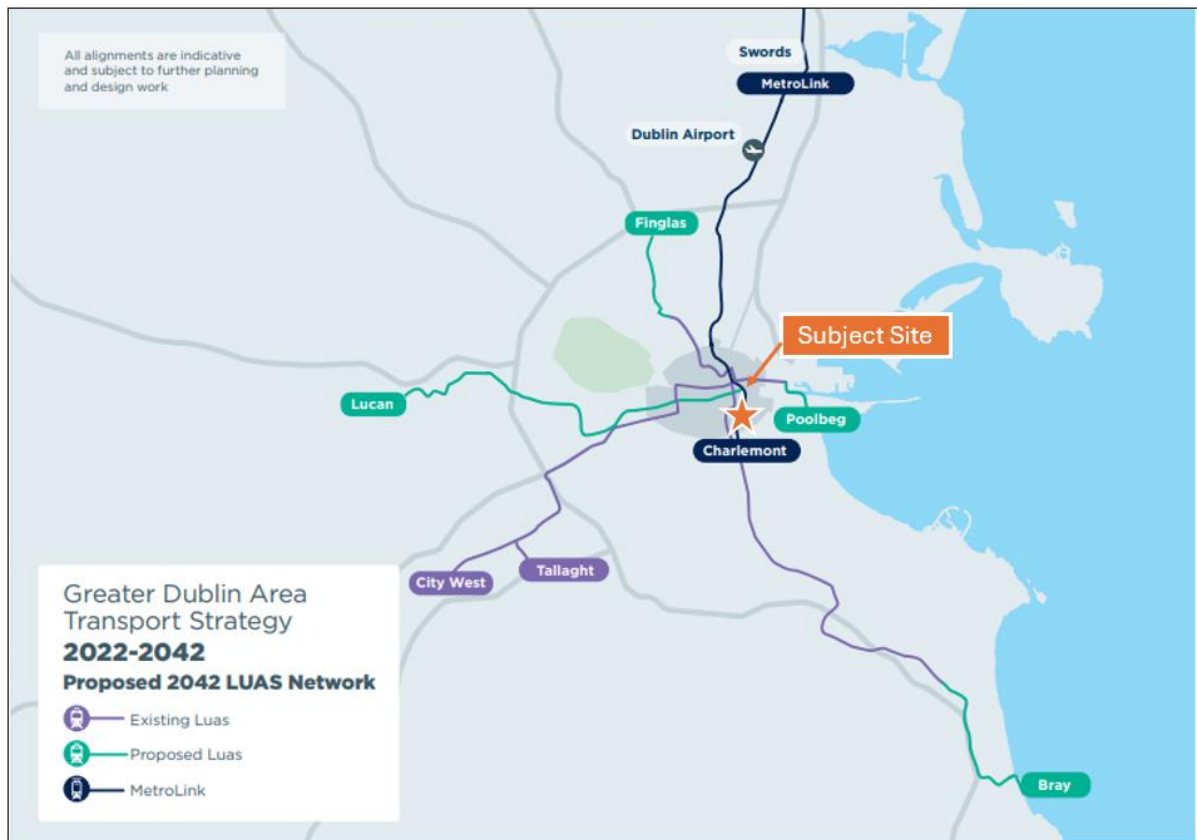 All alignments are indicative
and subject to further planning
and design work
Swords
MetroLink
Dublin Airport
Finglas
Subject Site
Lucan
Poolbeg
Charlemont
City West
Tallaght
Bray
Greater Dublin Area
Transport Strategy
2022-2042
Proposed 2042 LUAS Network
Existing Luas
Proposed Luas
MetroLink